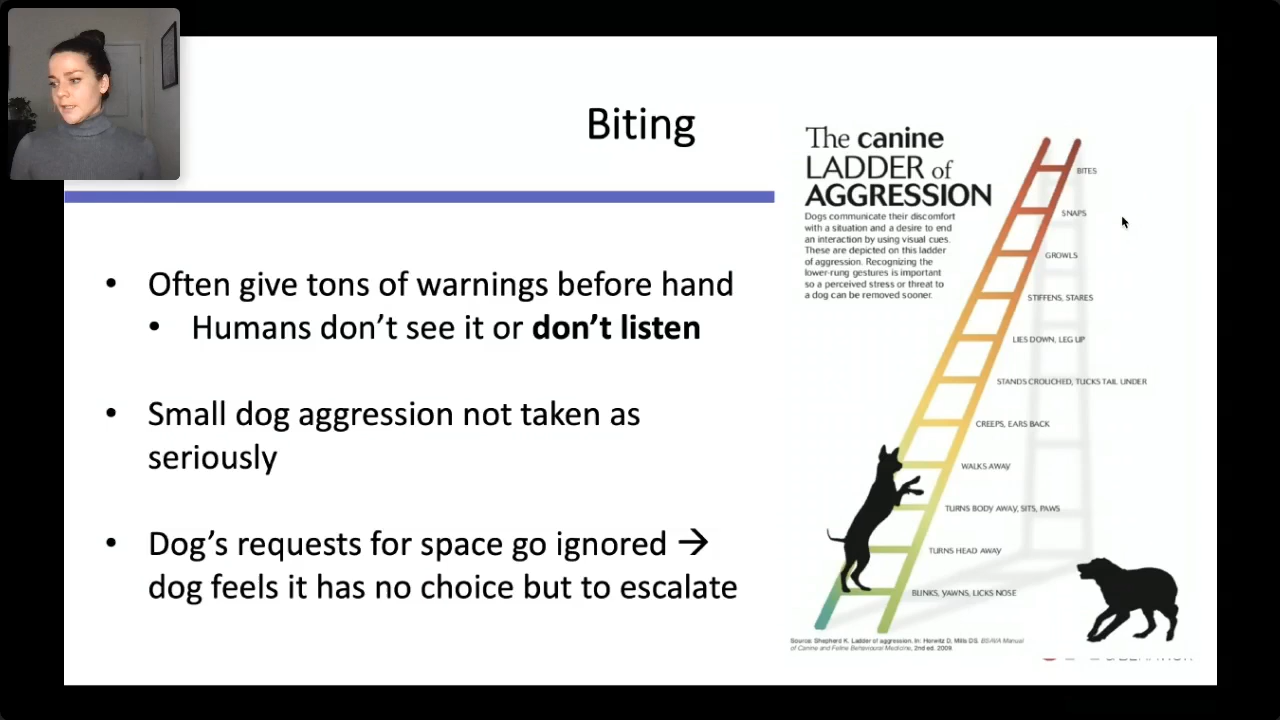 Biting
• Often give tons of warnings before hand
• Humans don't see it or don't listen
• Small dog aggression not taken as
seriously
• Dog's requests for space go ignored →
dog feels it has no choice but to escalate
The canine
LADDER of
AGGRESSION
Dogs communicate their discomfort
with a situation and a desire to end
an interaction by using visual cues.
These are depicted on this ladder
of aggression. Recognizing the
lower-rung gestures is important
so a perceived stress or threat to
a dog can be removed sooner.
BITES
SNAPS
GROWLS
STIFFENS, STARES
LIES DOWN, LEG UP
STANDS CROUCHED, TUCKS TAIL UNDER
CREEPS, EARS BACK
WALKS AWAY
TURNS BODY AWAY, SITS, PAWS
TURNS HEAD AWAY
BLINKS, YAWNS, LICKS NOSE
Source: Shepherd K. Ladder of aggression. In: Horwitz D, Mills DS. BSAVA Manual
of Canine and Feline Behavioural Medicine, 2nd ed. 2009.